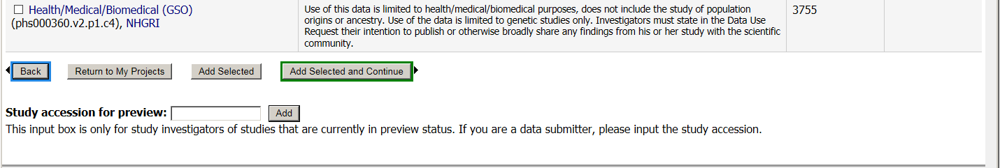 Health/Medical/Biomedical (GSO)
(phs000360.v2.p1.c4), NHGRI
Use of this data is limited to health/medical/biomedical purposes, does not include the study of population
origins or ancestry. Use of the data is limited to genetic studies only. Investigators must state in the Data Use
Request their intention to publish or otherwise broadly share any findings from his or her study with the scientific
community.
3755
Back
Return to My Projects
Add Selected
Add Selected and Continue
Study accession for preview:
Add
This input box is only for study investigators of studies that are currently in preview status. If you are a data submitter, please input the study accession.